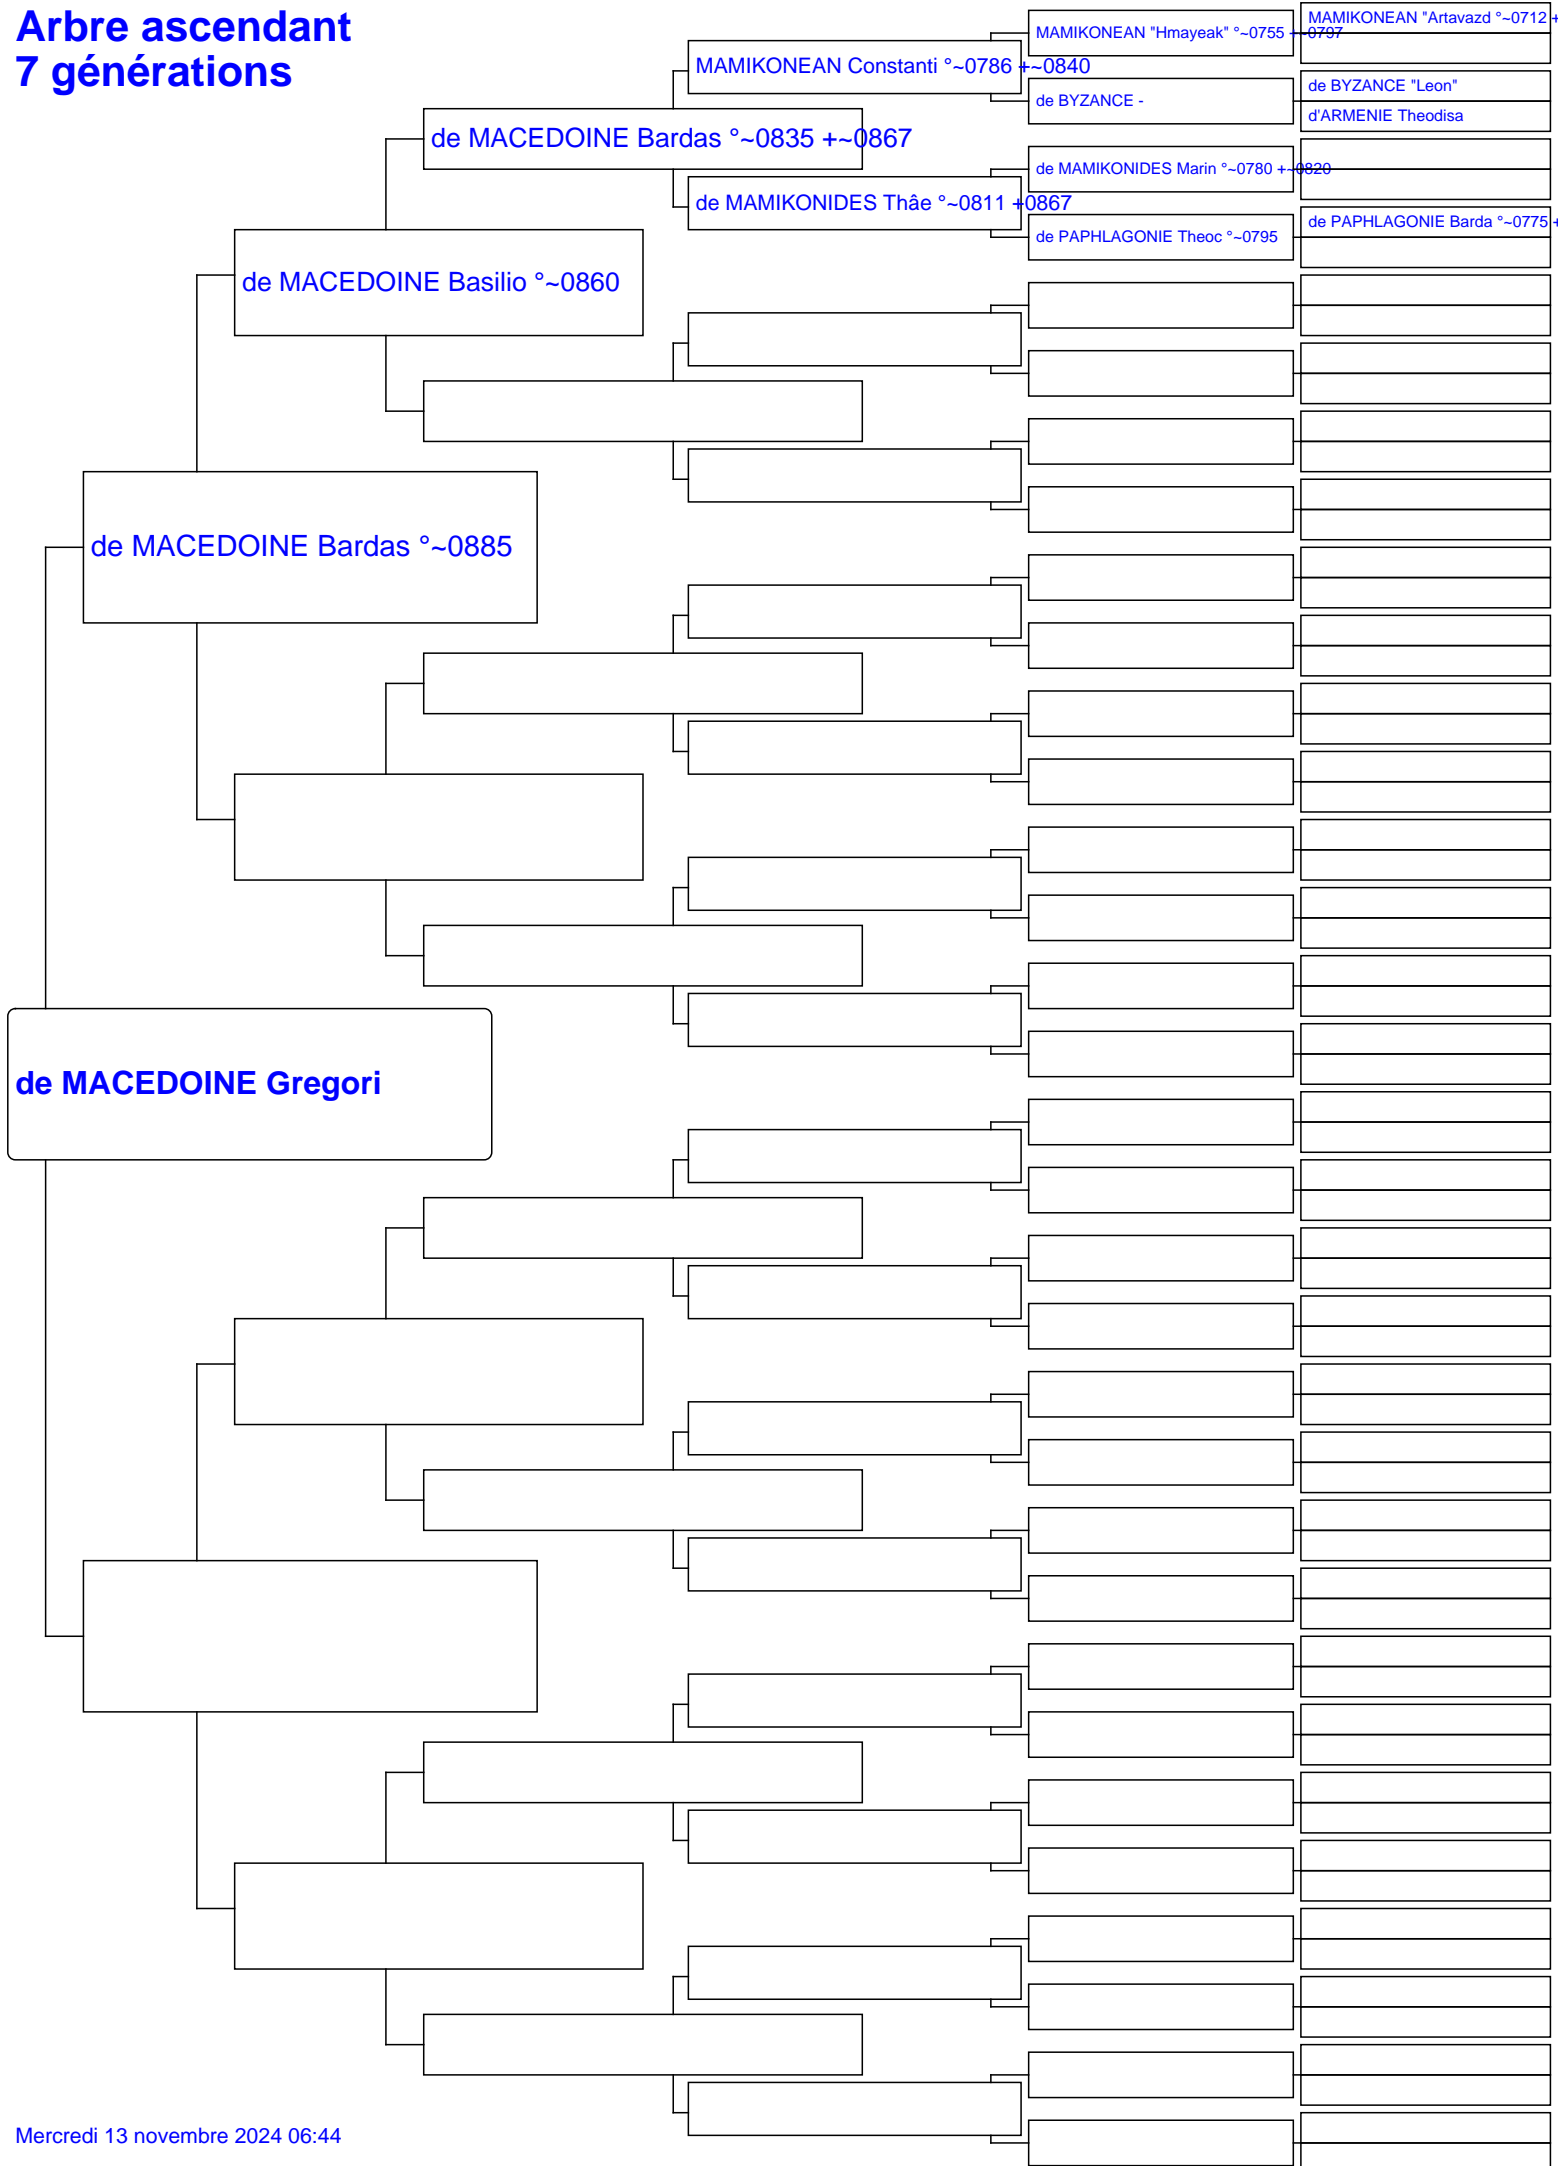 Arbre ascendant
7 générations
MAMIKONEAN "Artavazd °~0712 +
MAMIKONEAN "Hmayeak" °~0755 +~0797
MAMIKONEAN Constanti °~0786 +~0840
de BYZANCE "Leon"
de BYZANCE -
d'ARMENIE Theodisa
de MACEDOINE Bardas °~0835 +~0867
de MAMIKONIDES Marin °~0780 +~0820
de MAMIKONIDES Thâe °~0811 +0867
de PAPHLAGONIE Barda °~0775 +
de PAPHLAGONIE Theoc °~0795
de MACEDOINE Basilio °~0860
de MACEDOINE Bardas °~0885
de MACEDOINE Gregori
Mercredi 13 novembre 2024 06:44